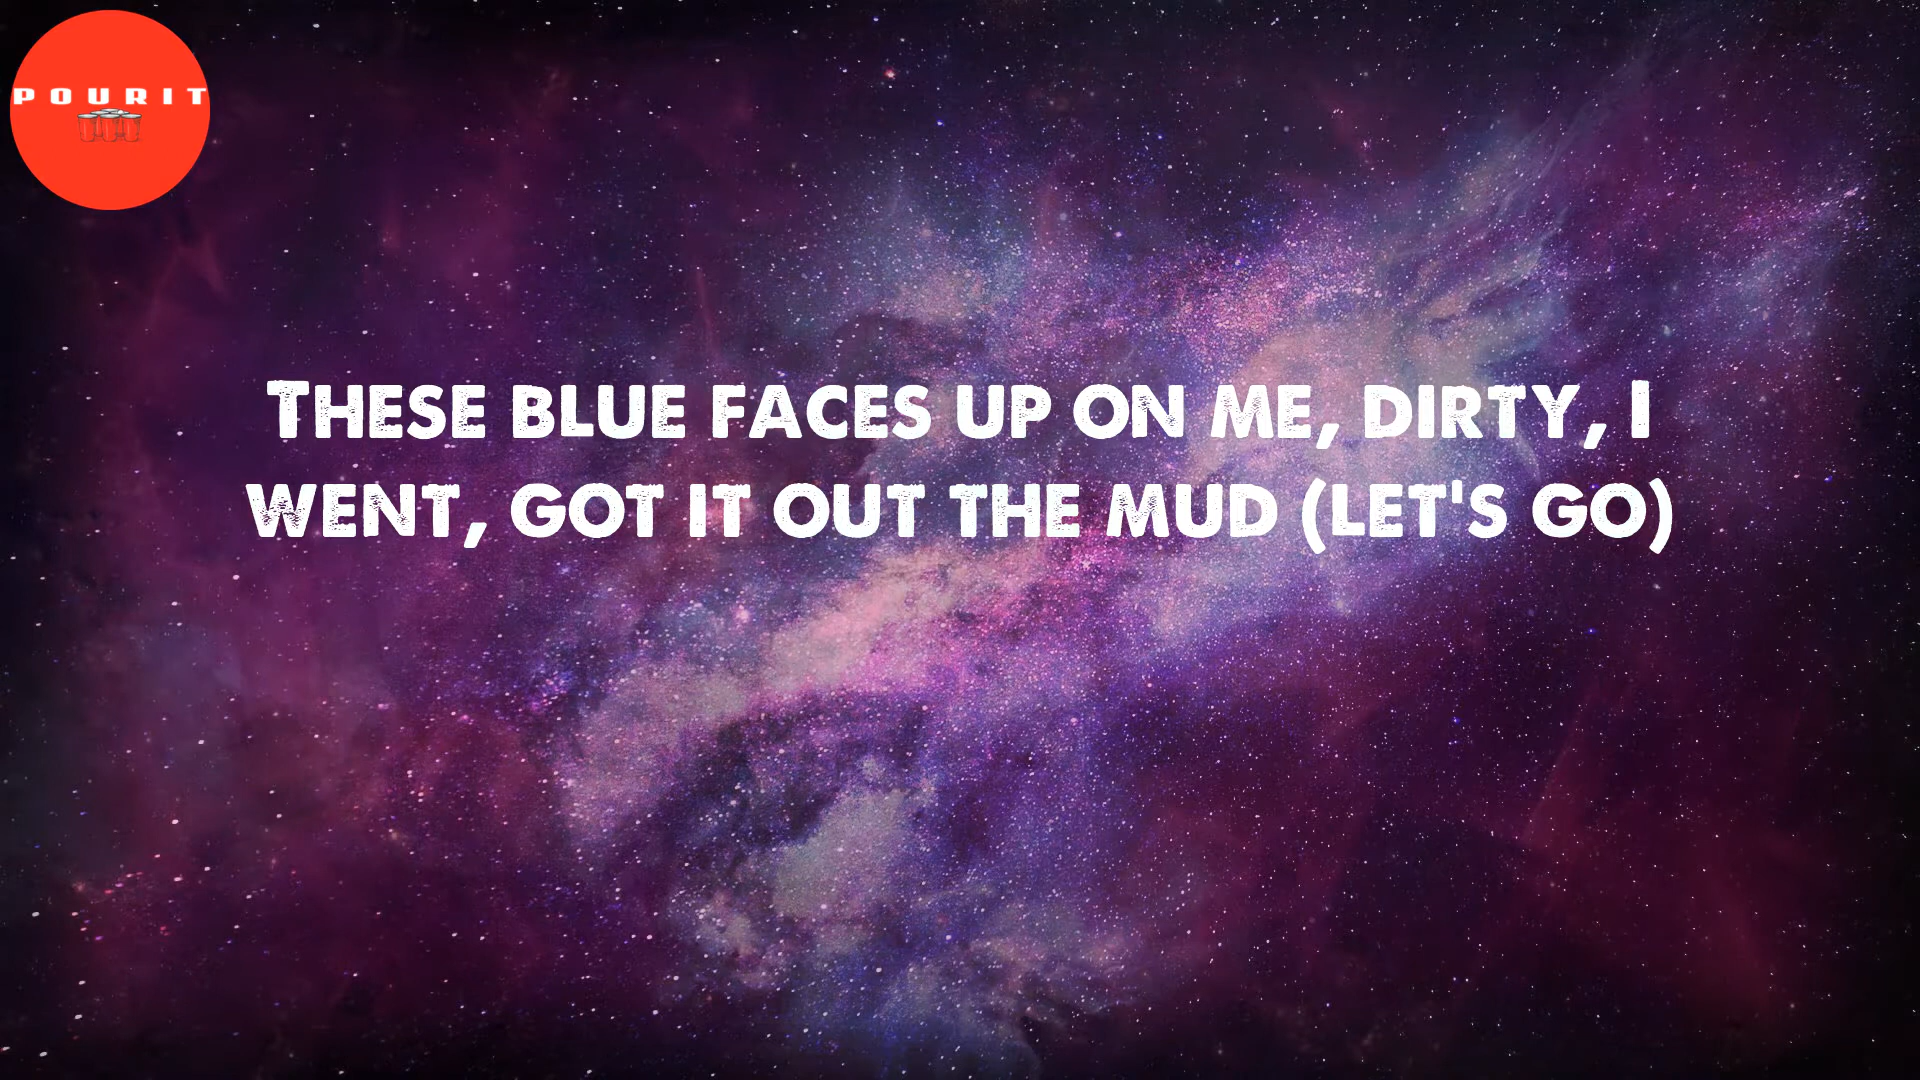 POURIT
These blue faces up on me, dirty, I
went, got it out the mud (let's go)